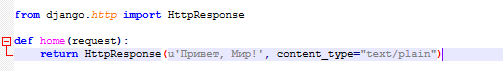 from django.http import HttpResponse
def home(request):
    return HttpResponse(u'Привет, Мир!', content_type="text/plain")